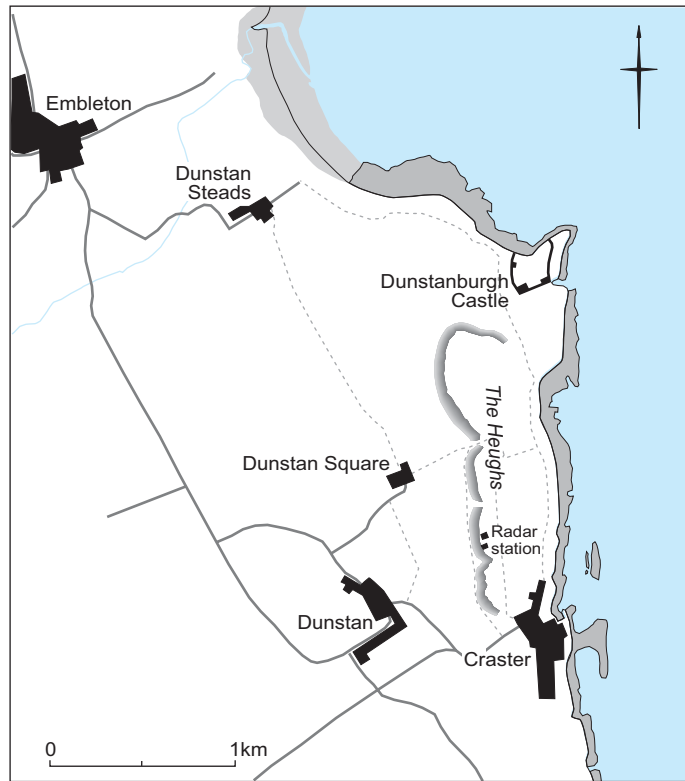 Embleton
Dunstan
Steads
Dunstanburgh
Castle
The Heughs
Dunstan Square
Radar
station
Dunstan
Craster
0 1km